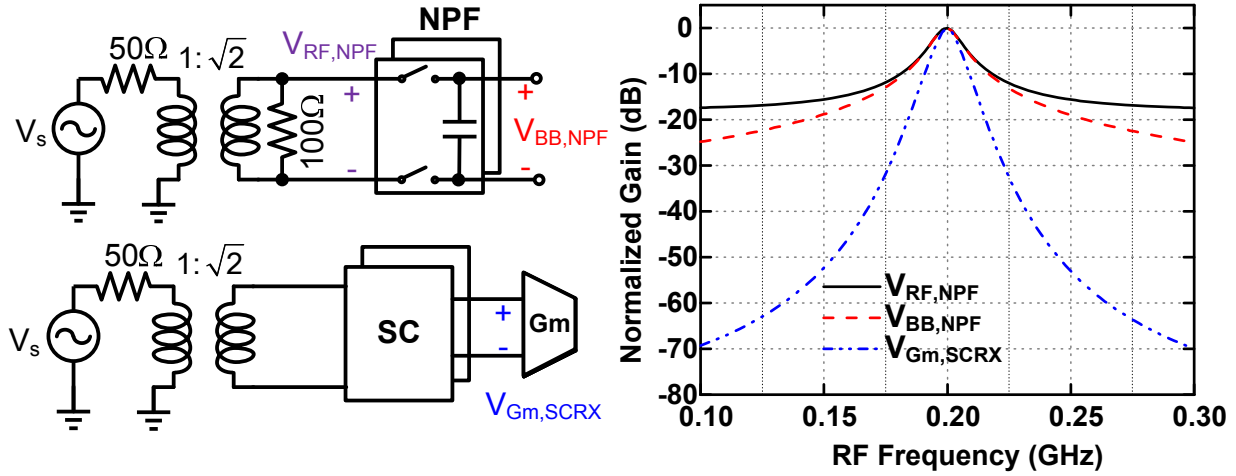 50Ω
1:√2
V_RF,NPF
NPF
V_s
+
-
100Ω
+
V_BB,NPF
-
50Ω
1:√2
V_s
SC
+
-
Gm
V_Gm,SCRX
Normalized Gain (dB)
0
-10
-20
-30
-40
-50
-60
-70
-80
V_RF,NPF
V_BB,NPF
V_Gm,SCRX
0.10 0.15 0.20 0.25 0.30
RF Frequency (GHz)